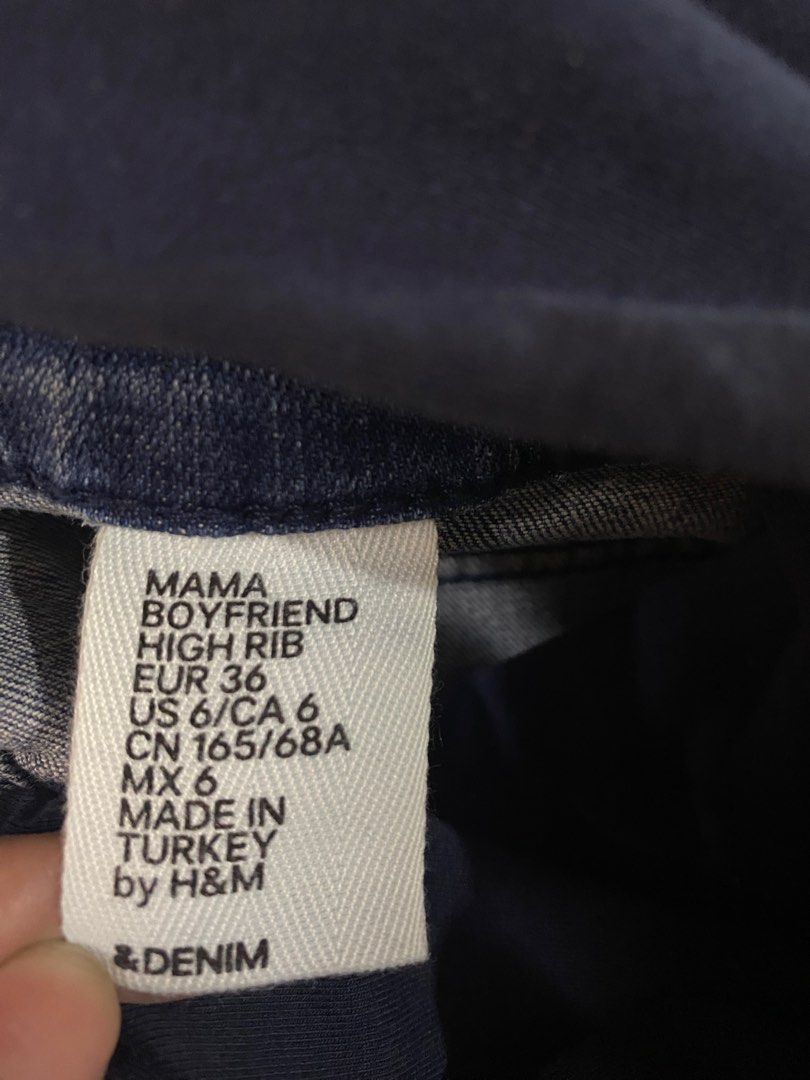 MAMA
BOYFRIEND
HIGH RIB
EUR 36
US 6/CA 6
CN 165/68A
MX 6
MADE IN
TURKEY
by H&M
&DENIM